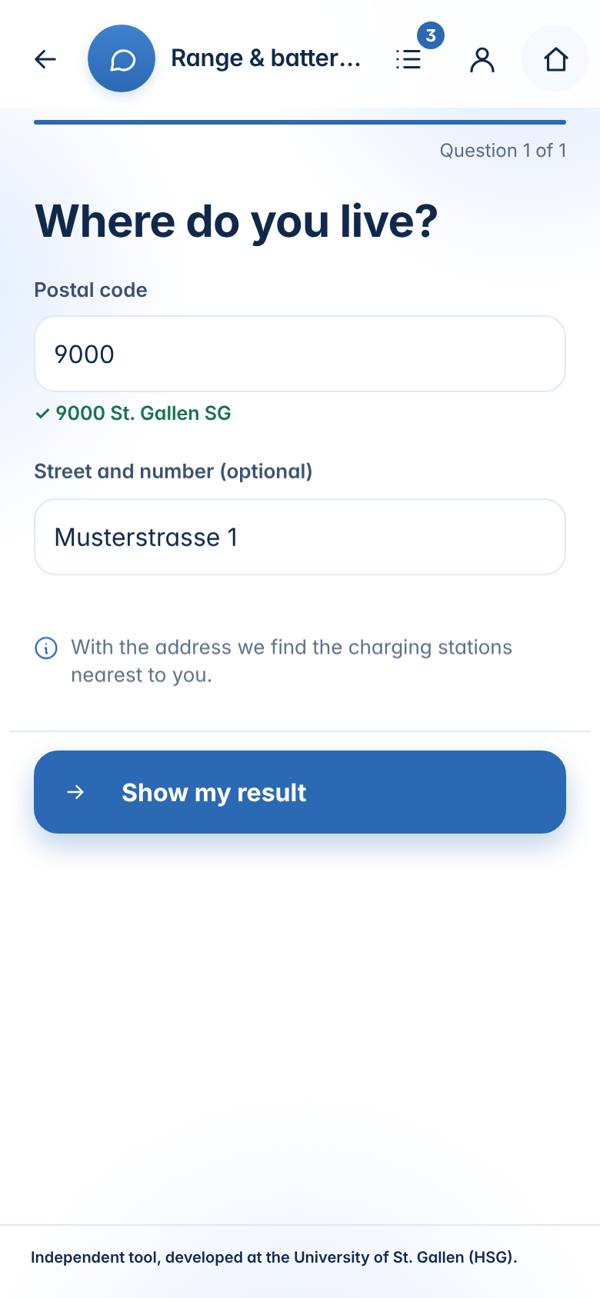 Range & batter...
3
Question 1 of 1
Where do you live?
Postal code
9000
✓ 9000 St. Gallen SG
Street and number (optional)
Musterstrasse 1
With the address we find the charging stations
nearest to you.
Show my result
Independent tool, developed at the University of St. Gallen (HSG).